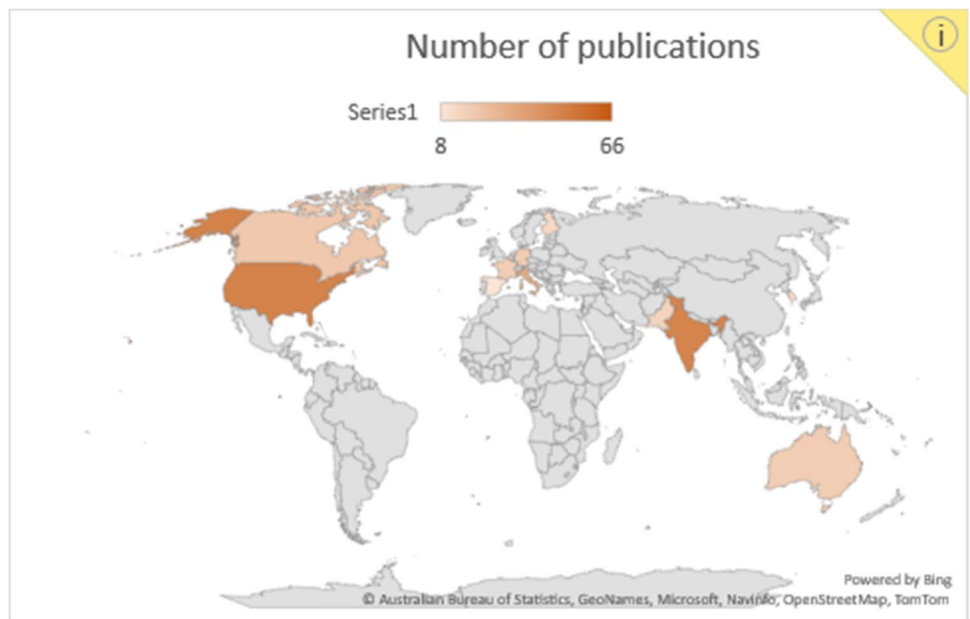 Number of publications
i
Series1
8 66
Powered by Bing
© Australian Bureau of Statistics, GeoNames, Microsoft, Navinfo, OpenStreetMap, TomTom